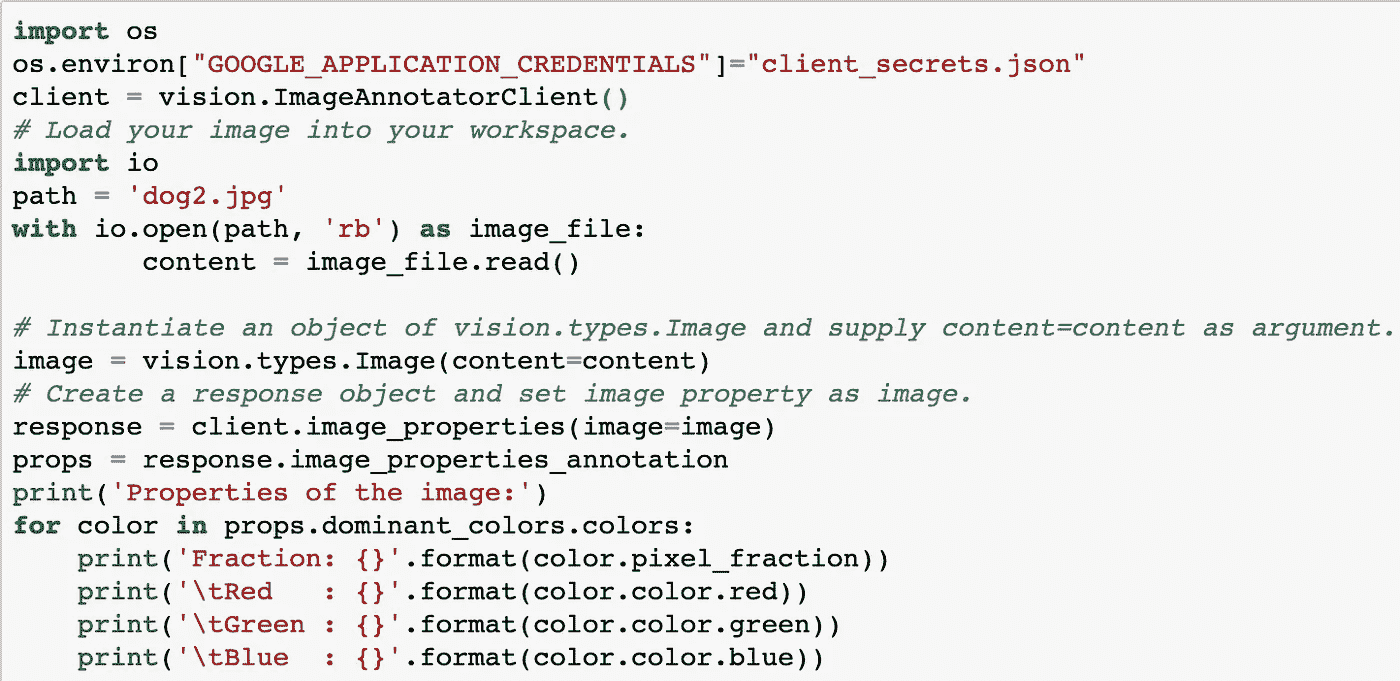 import os
os.environ["GOOGLE_APPLICATION_CREDENTIALS"]="client_secrets.json"
client = vision.ImageAnnotatorClient()
# Load your image into your workspace.
import io
path = 'dog2.jpg'
with io.open(path, 'rb') as image_file:
        content = image_file.read()

# Instantiate an object of vision.types.Image and supply content=content as argument.
image = vision.types.Image(content=content)
# Create a response object and set image property as image.
response = client.image_properties(image=image)
props = response.image_properties_annotation
print('Properties of the image:')
for color in props.dominant_colors.colors:
    print('Fraction: {}'.format(color.pixel_fraction))
    print('\tRed   : {}'.format(color.color.red))
    print('\tGreen : {}'.format(color.color.green))
    print('\tBlue  : {}'.format(color.color.blue))